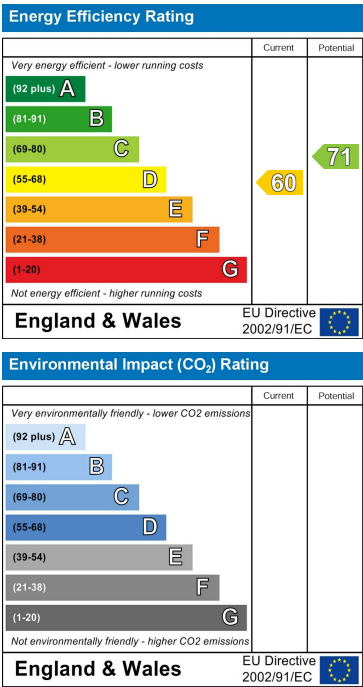 Energy Efficiency Rating
Current Potential
Very energy efficient - lower running costs
(92 plus) A
(81-91) B
(69-80) C
(55-68) D
(39-54) E
(21-38) F
(1-20) G
60
71
Not energy efficient - higher running costs
England & Wales
EU Directive
2002/91/EC
Environmental Impact (CO₂) Rating
Current Potential
Very environmentally friendly - lower CO2 emissions
(92 plus) A
(81-91) B
(69-80) C
(55-68) D
(39-54) E
(21-38) F
(1-20) G
Not environmentally friendly - higher CO2 emissions
England & Wales
EU Directive
2002/91/EC